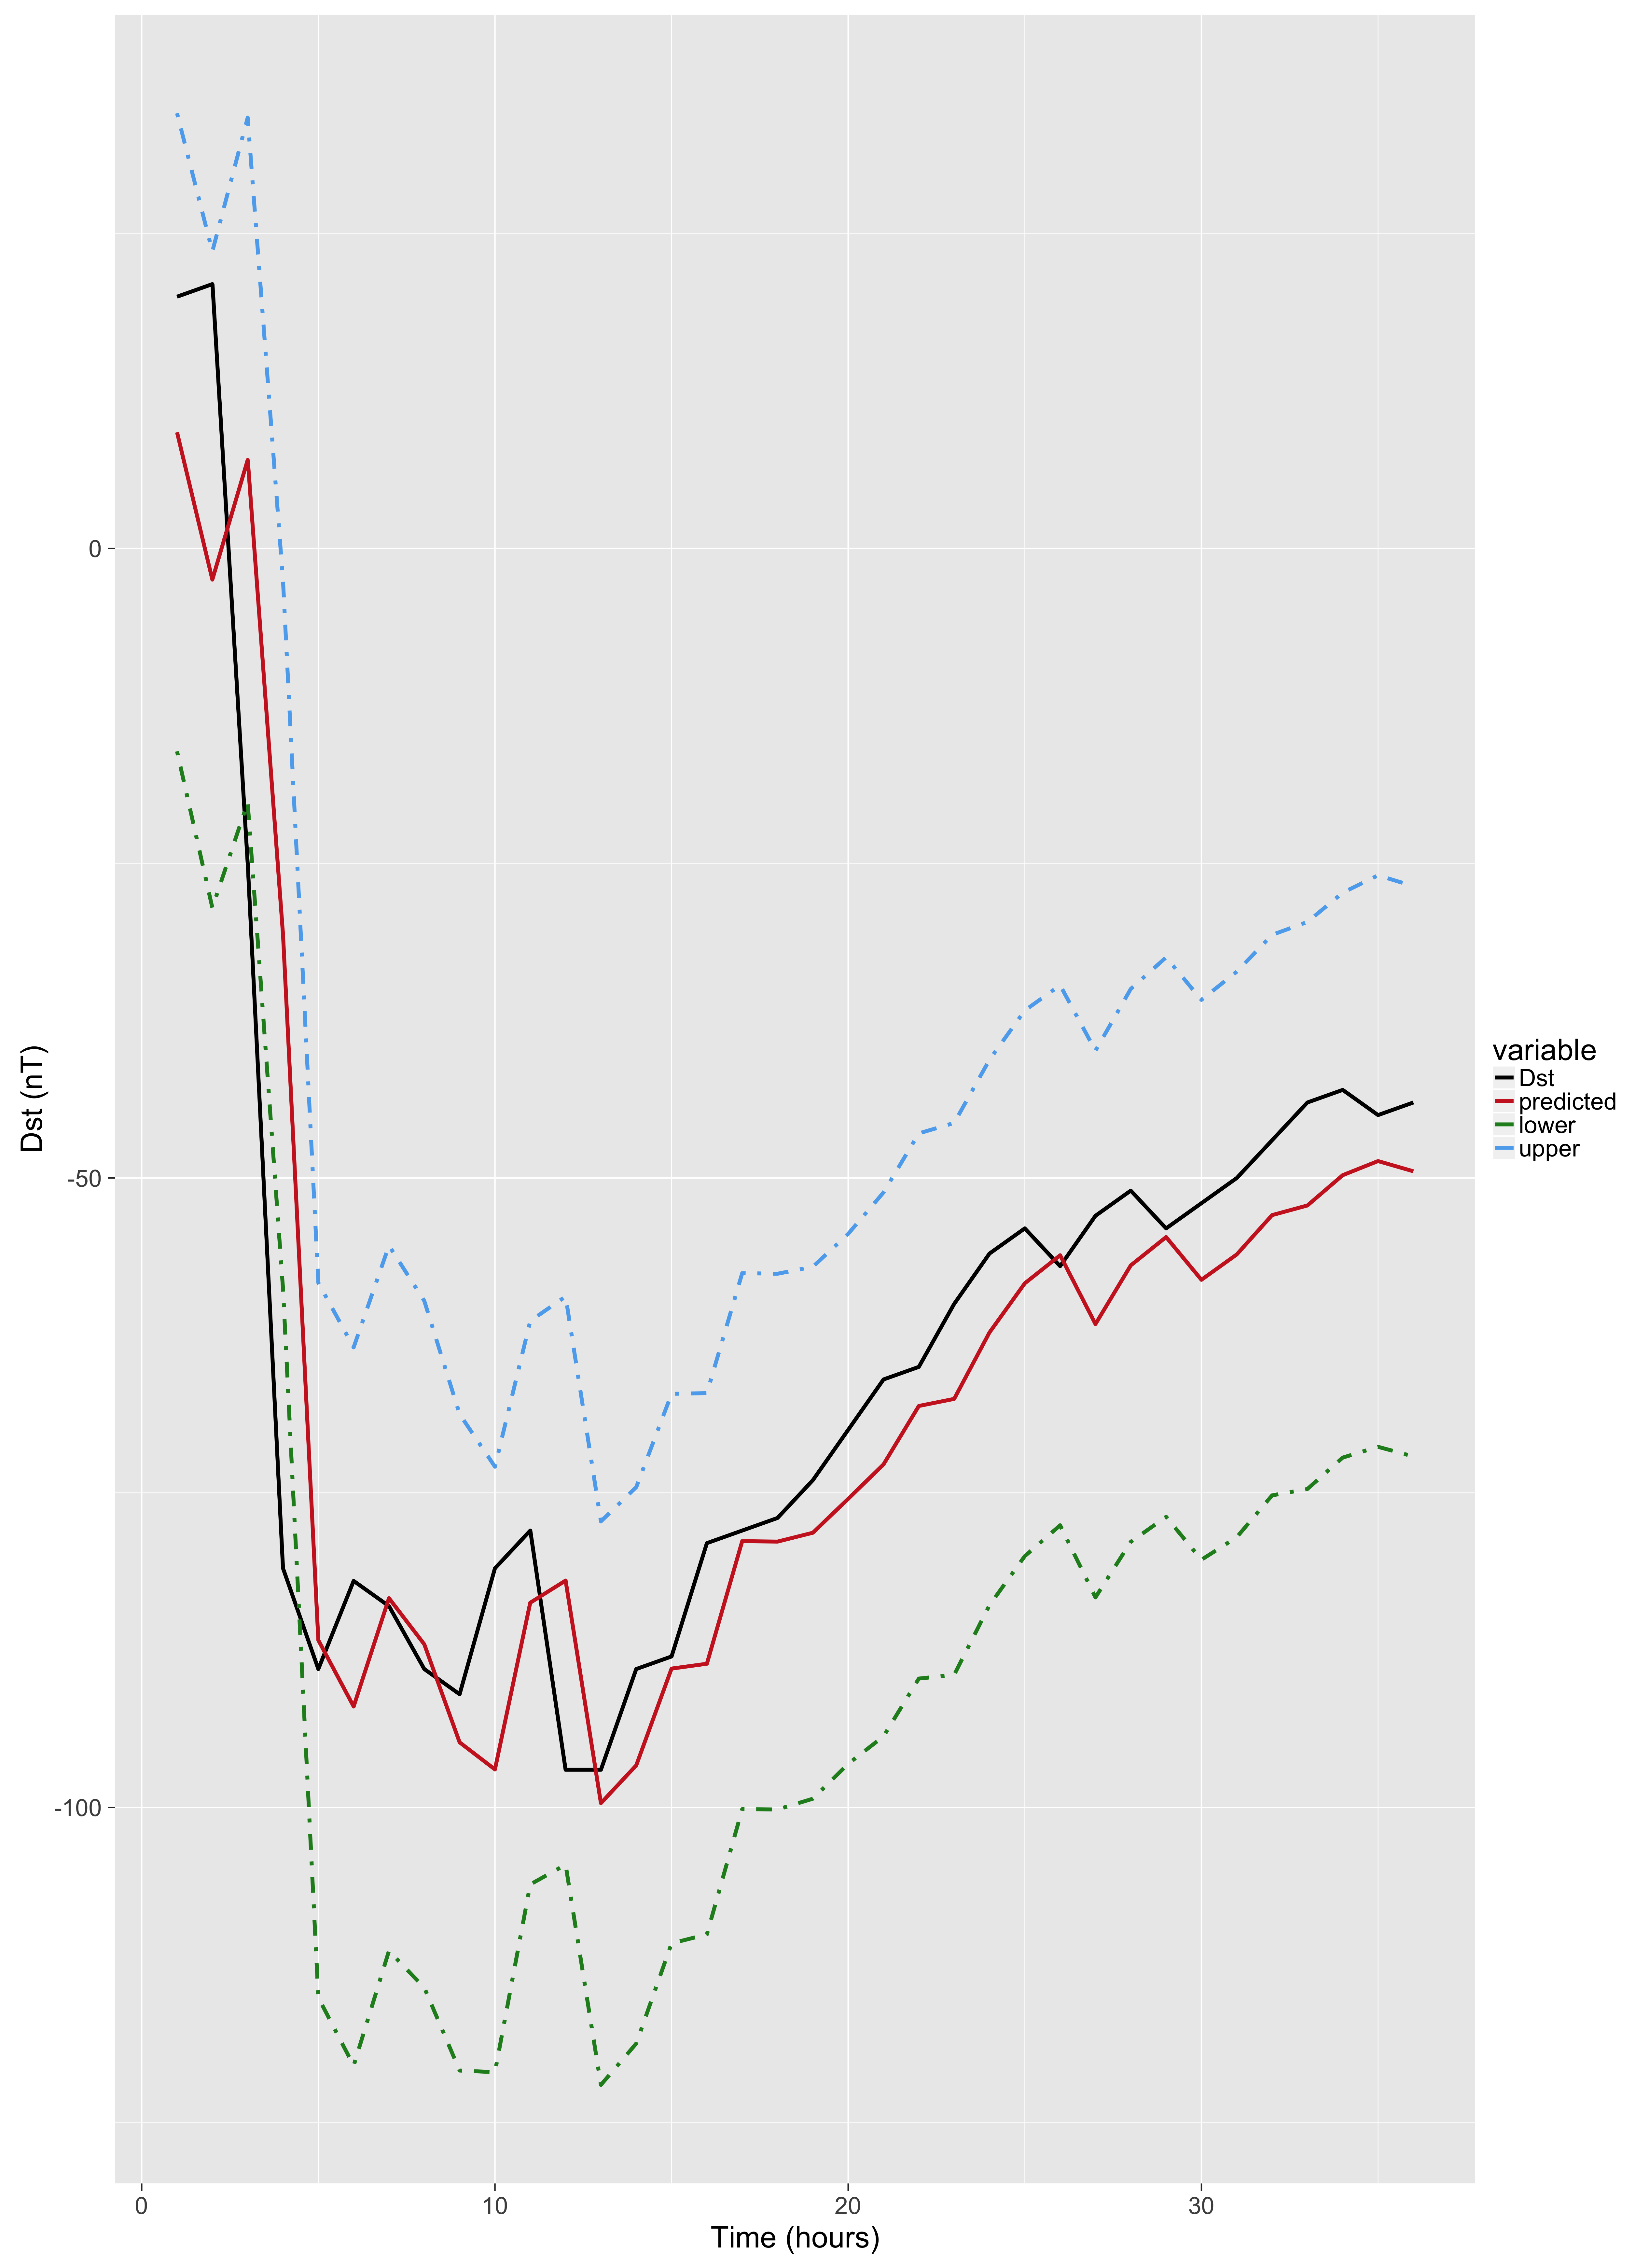 0
-50
-100
Dst (nT)
0
10
20
30
Time (hours)
variable
Dst
predicted
lower
upper